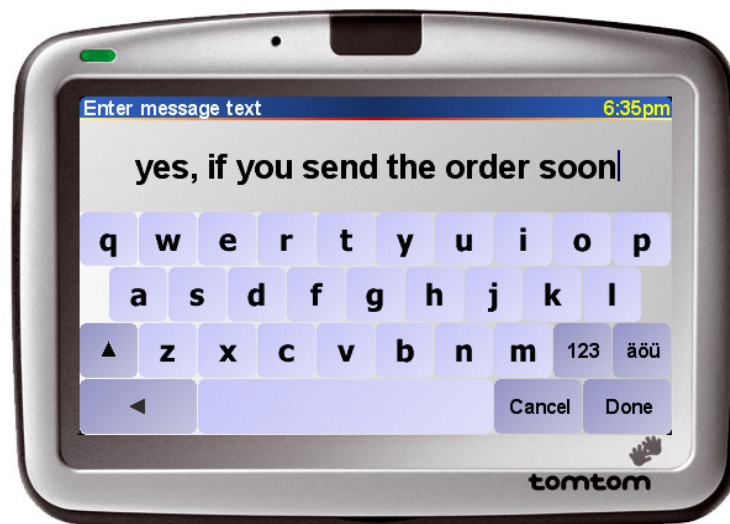 Enter message text 6:35pm
yes, if you send the order soon
q w e r t y u i o p
a s d f g h j k l
z x c v b n m 123 äöü
Cancel Done
tomtom